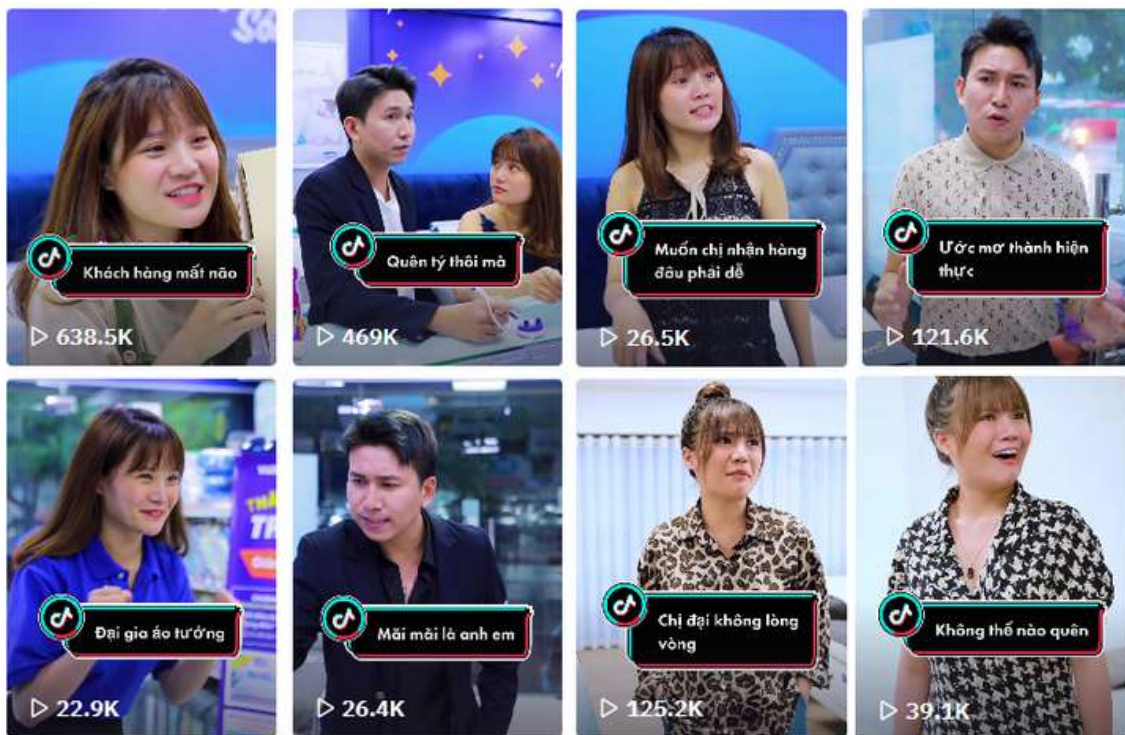 Khách hàng mất não
638.5K
Quên tý thôi mà
469K
Muốn chị nhận hàng
đâu phải dễ
26.5K
Ước mơ thành hiện
thực
121.6K
Đại gia áo tưởng
22.9K
Mãi mãi là anh em
26.4K
Chị đại không lòng
vòng
125.2K
Không thể nào quên
39.1K